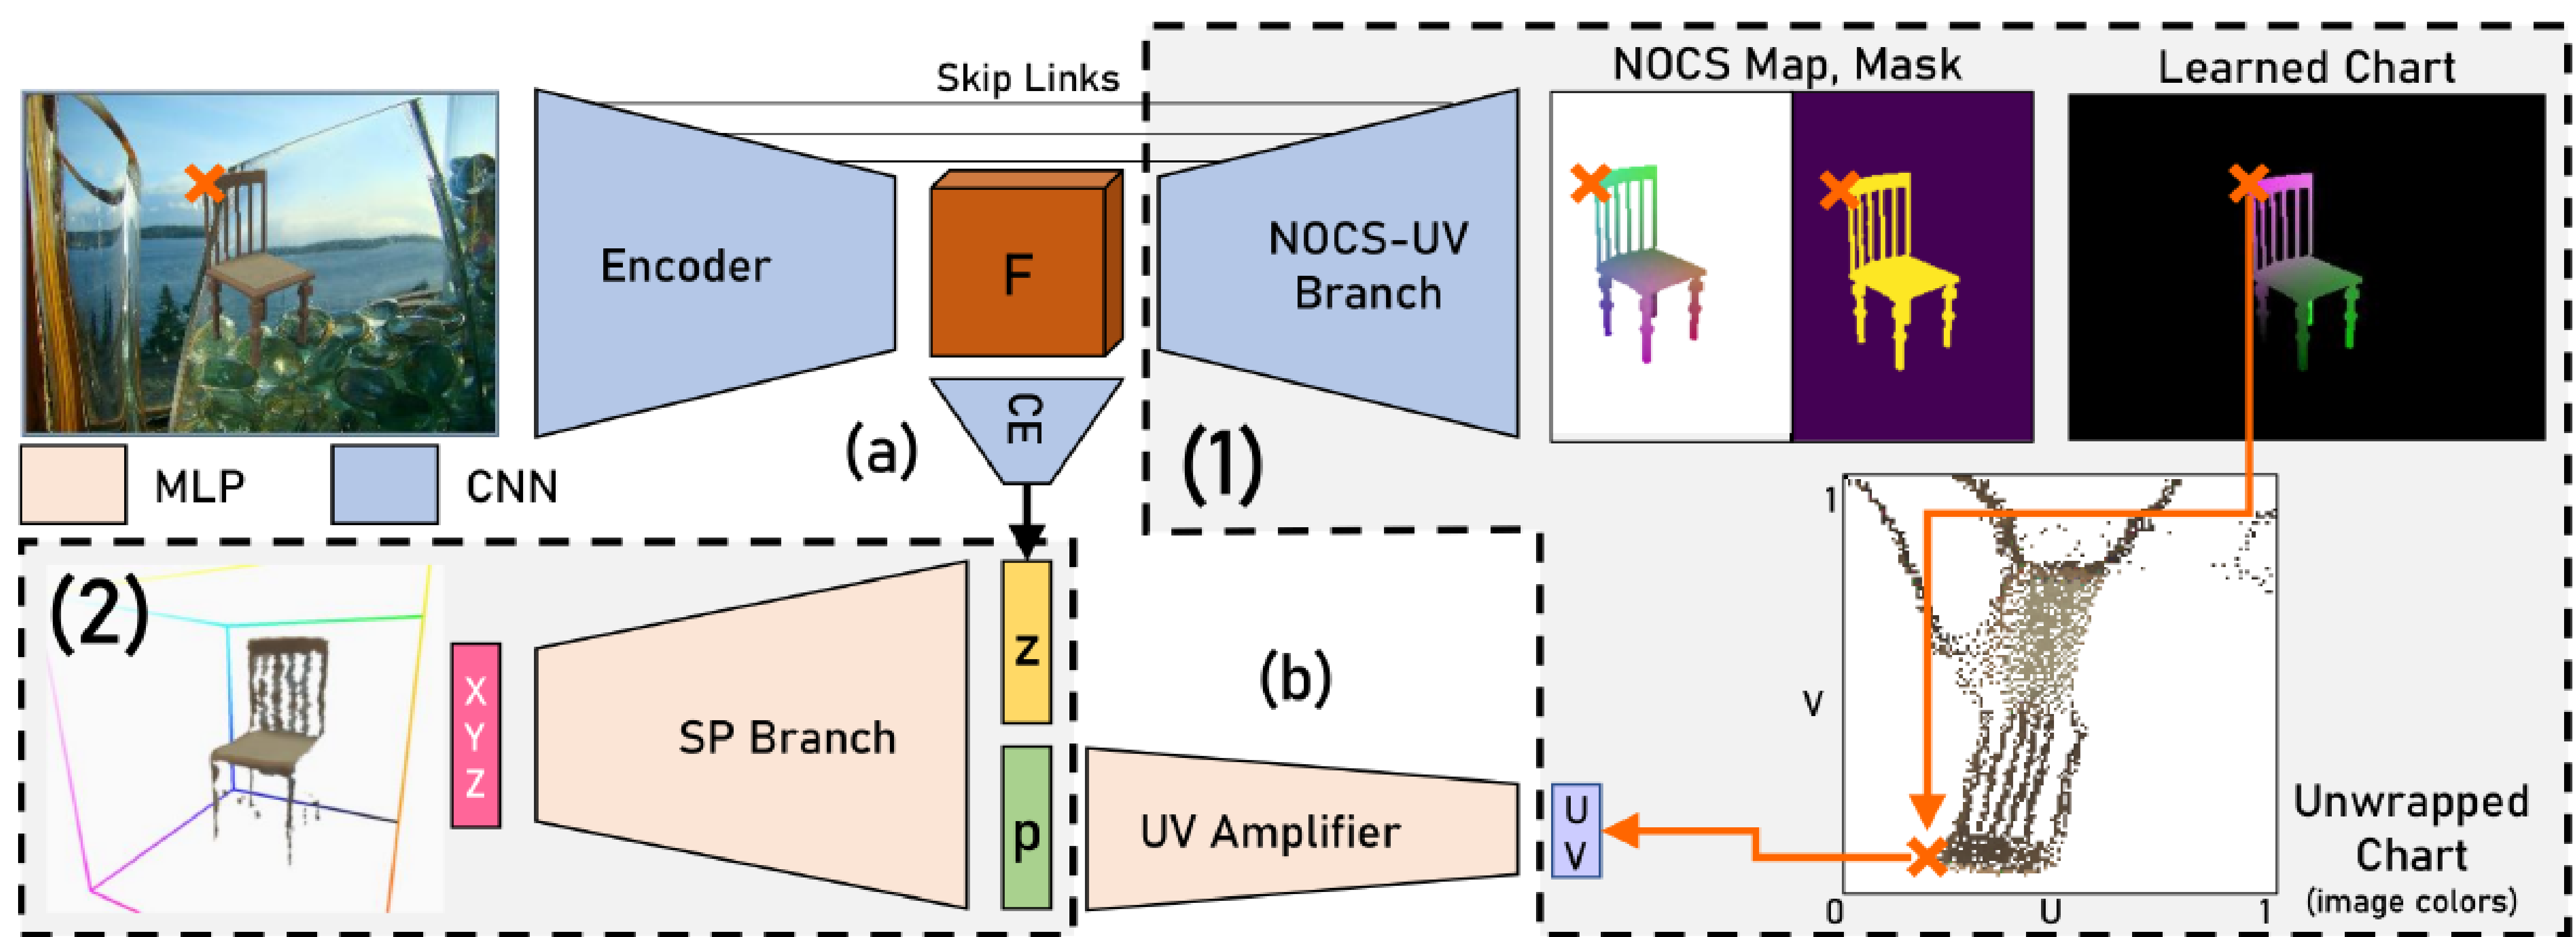 Skip Links
NOCS Map, Mask
Learned Chart
Encoder
F
NOCS-UV
Branch
CE
(a)
(1)
MLP
CNN
(2)
X
Y
Z
SP Branch
z
p
(b)
UV Amplifier
U
V
1
V
0
U
1
Unwrapped
Chart
(image colors)